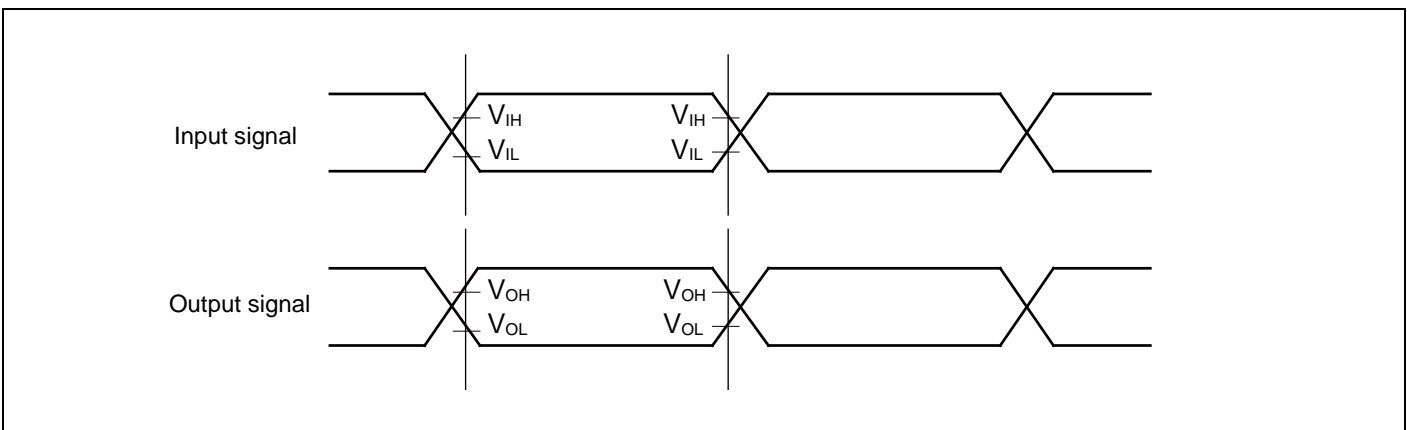 VIH VIH
Input signal
VIL VIL
VOH VOH
Output signal
VOL VOL